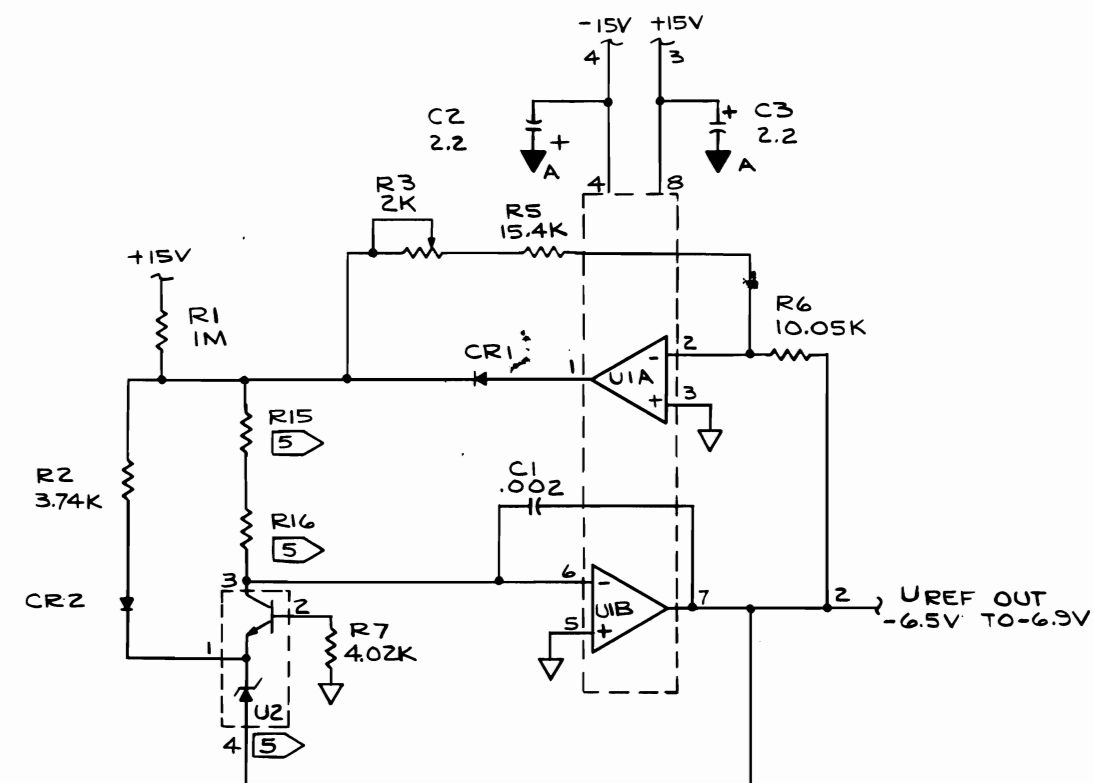 -15V +15V
4 3
C2
2.2
+
A
+ C3
2.2
A
4 8
R3
2K
R5
15.4K
+15V
R1
1M
R6
10.05K
CR1
1
U1A
-
2
+
3
R15
5
R2
3.74K
C1
.002
R16
5
3
6
-
CR2
2
U1B
7
2
UREF OUT
-6.5V TO -6.9V
5
+
R7
4.02K
1
U2
4 5